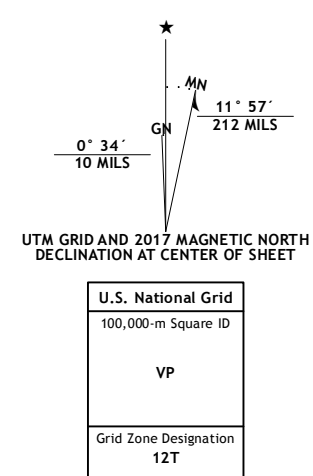 ★
MN
GN
11° 57´
212 MILS
0° 34´
10 MILS
UTM GRID AND 2017 MAGNETIC NORTH
DECLINATION AT CENTER OF SHEET
U.S. National Grid
100,000-m Square ID
VP
Grid Zone Designation
12T